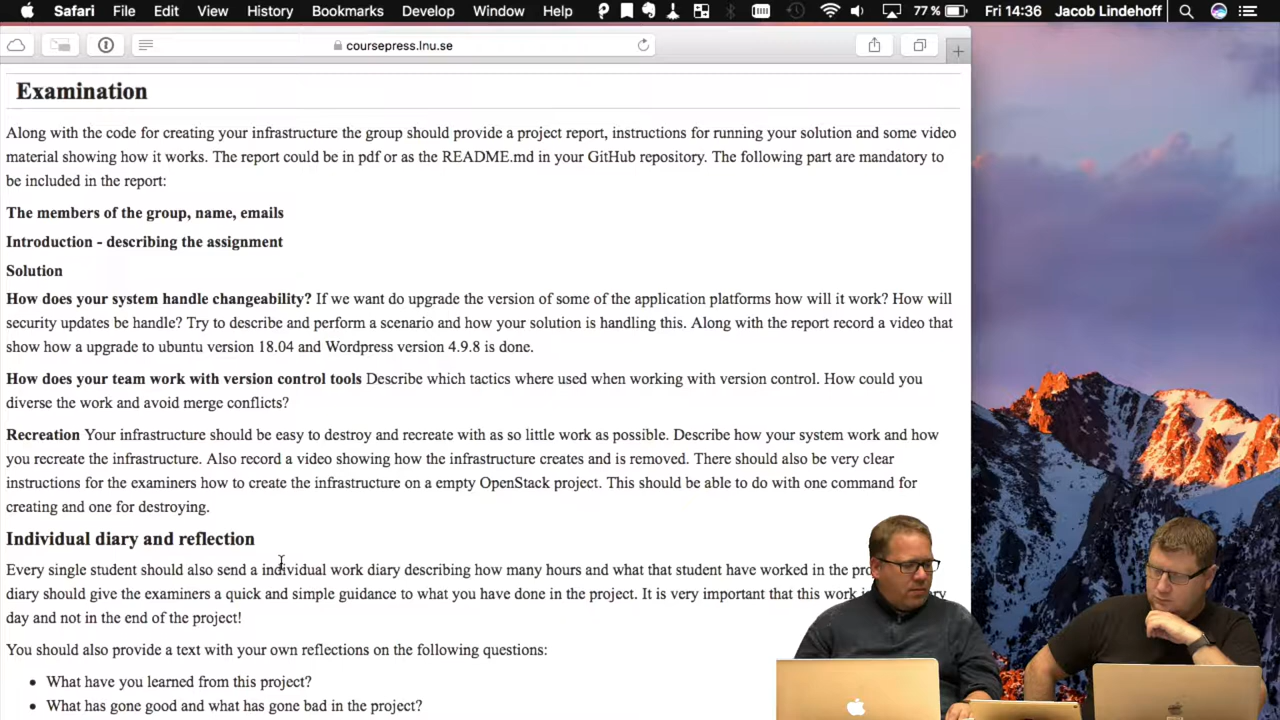 Safari File Edit View History Bookmarks Develop Window Help 77 % Fri 14:36 Jacob Lindehoff
coursepress.lnu.se
Examination
Along with the code for creating your infrastructure the group should provide a project report, instructions for running your solution and some video
material showing how it works. The report could be in pdf or as the README.md in your GitHub repository. The following part are mandatory to
be included in the report:
The members of the group, name, emails
Introduction - describing the assignment
Solution
How does your system handle changeability? If we want do upgrade the version of some of the application platforms how will it work? How will
security updates be handle? Try to describe and perform a scenario and how your solution is handling this. Along with the report record a video that
show how a upgrade to ubuntu version 18.04 and Wordpress version 4.9.8 is done.
How does your team work with version control tools Describe which tactics where used when working with version control. How could you
diverse the work and avoid merge conflicts?
Recreation Your infrastructure should be easy to destroy and recreate with as so little work as possible. Describe how your system work and how
you recreate the infrastructure. Also record a video showing how the infrastructure creates and is removed. There should also be very clear
instructions for the examiners how to create the infrastructure on a empty OpenStack project. This should be able to do with one command for
creating and one for destroying.
Individual diary and reflection
Every single student should also send a individual work diary describing how many hours and what that student have worked in the
diary should give the examiners a quick and simple guidance to what you have done in the project. It is very important that this work
day and not in the end of the project!
You should also provide a text with your own reflections on the following questions:
• What have you learned from this project?
• What has gone good and what has gone bad in the project?